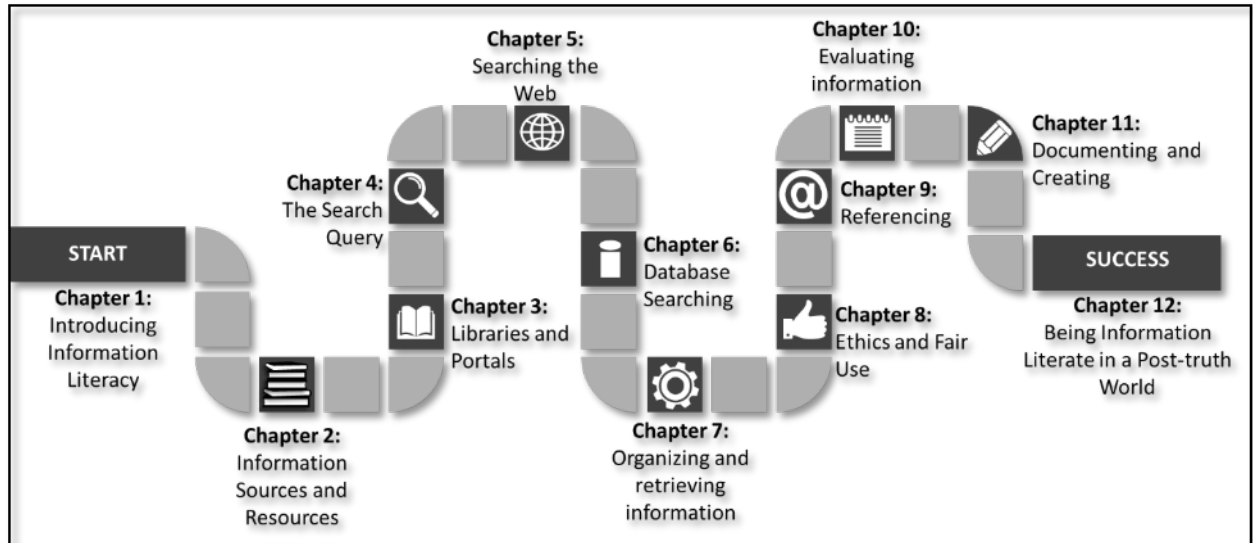 START
Chapter 1:
Introducing
Information
Literacy
Chapter 2:
Information
Sources and
Resources
Chapter 3:
Libraries and
Portals
Chapter 4:
The Search
Query
Chapter 5:
Searching the
Web
Chapter 6:
Database
Searching
Chapter 7:
Organizing and
retrieving
information
Chapter 8:
Ethics and Fair
Use
@
Chapter 9:
Referencing
Chapter 10:
Evaluating
information
Chapter 11:
Documenting and
Creating
SUCCESS
Chapter 12:
Being Information
Literate in a Post-truth
World